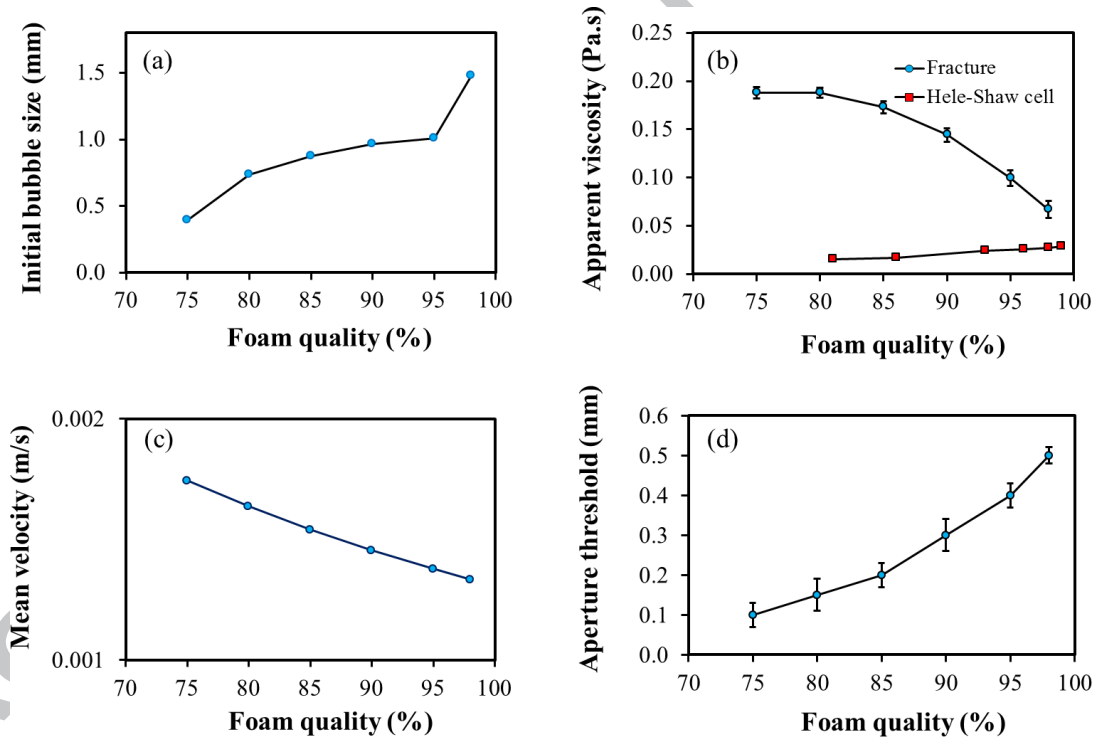 (a)
Initial bubble size (mm)
1.5
1.0
0.5
0.0
70 75 80 85 90 95 100
Foam quality (%)
(b)
Apparent viscosity (Pa.s)
0.25
0.20
0.15
0.10
0.05
0.00
Fracture
Hele-Shaw cell
70 75 80 85 90 95 100
Foam quality (%)
(c)
Mean velocity (m/s)
0.002
0.001
70 75 80 85 90 95 100
Foam quality (%)
(d)
Aperture threshold (mm)
0.6
0.5
0.4
0.3
0.2
0.1
0.0
70 75 80 85 90 95 100
Foam quality (%)